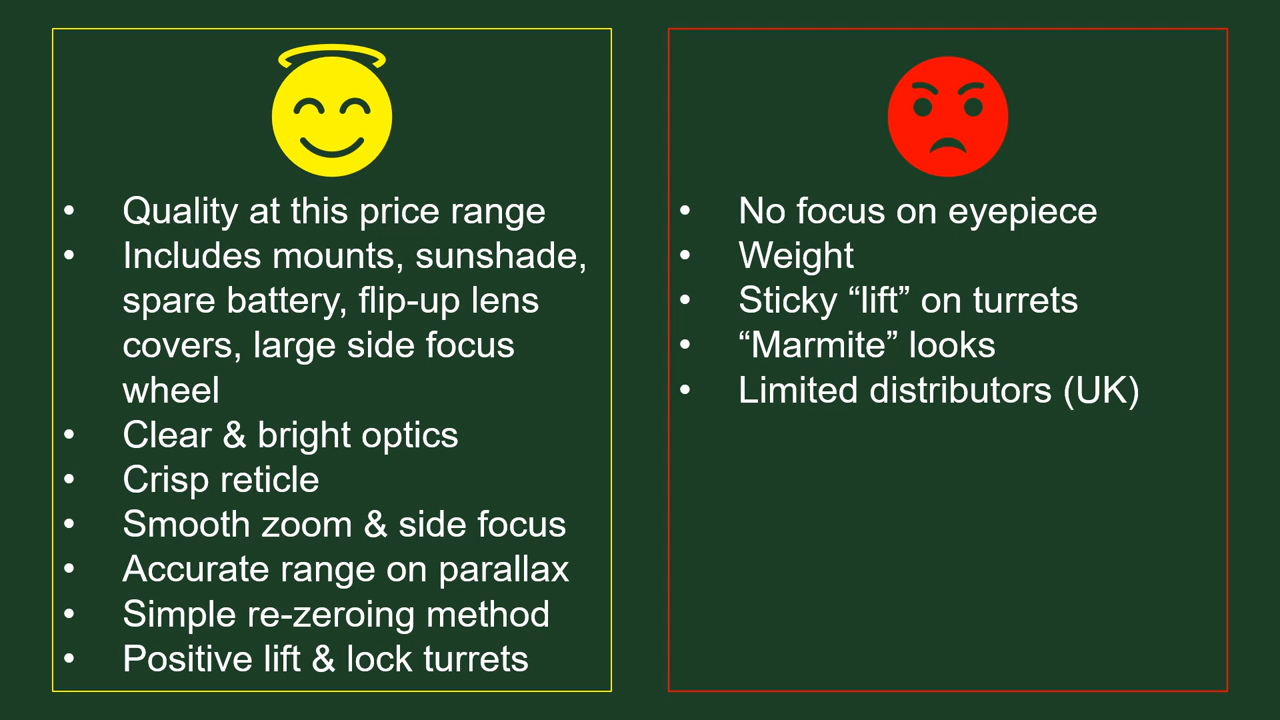 • Quality at this price range
• Includes mounts, sunshade,
spare battery, flip-up lens
covers, large side focus
wheel
• Clear & bright optics
• Crisp reticle
• Smooth zoom & side focus
• Accurate range on parallax
• Simple re-zeroing method
• Positive lift & lock turrets
• No focus on eyepiece
• Weight
• Sticky “lift” on turrets
• “Marmite” looks
• Limited distributors (UK)